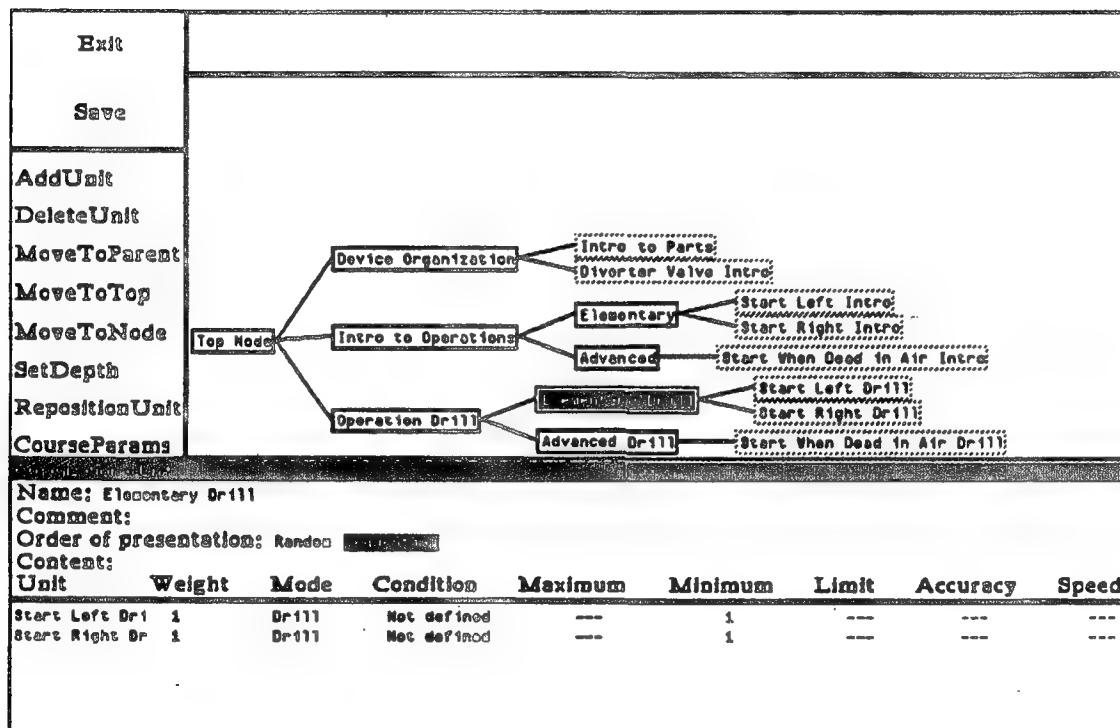 Exit
Save
AddUnit
DeleteUnit
MoveToParent
MoveToTop
MoveToNode
SetDepth
RepositionUnit
CourseParams
Top Node
Device Organization
Intro to Parts
Diverter Valve Intro
Intro to Operations
Elementary
Start Left Intro
Start Right Intro
Advanced
Start When Dead in Air Intro
Operation Drill
Start Left Drill
Start Right Drill
Advanced Drill
Start When Dead in Air Drill
Name: Elementary Drill
Comment:
Order of presentation: Random
Content:
Unit Weight Mode Condition Maximum Minimum Limit Accuracy Speed
Start Left Dri 1 Drill Not defined --- 1 --- --- ---
Start Right Dr 1 Drill Not defined --- 1 --- --- ---